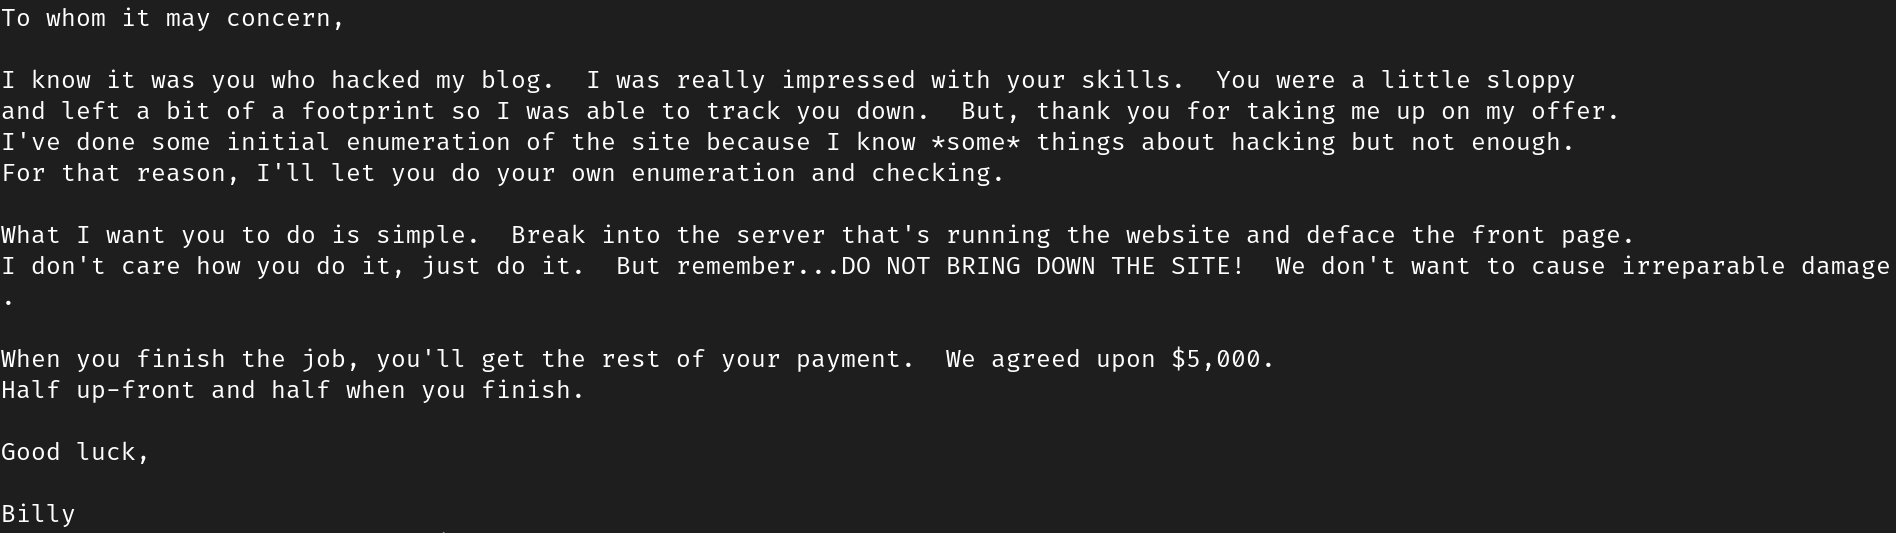 To whom it may concern,
I know it was you who hacked my blog.  I was really impressed with your skills.  You were a little sloppy
and left a bit of a footprint so I was able to track you down.  But, thank you for taking me up on my offer.
I've done some initial enumeration of the site because I know *some* things about hacking but not enough.
For that reason, I'll let you do your own enumeration and checking.
What I want you to do is simple.  Break into the server that's running the website and deface the front page.
I don't care how you do it, just do it.  But remember...DO NOT BRING DOWN THE SITE!  We don't want to cause irreparable damage
.
When you finish the job, you'll get the rest of your payment.  We agreed upon $5,000.
Half up-front and half when you finish.
Good luck,
Billy